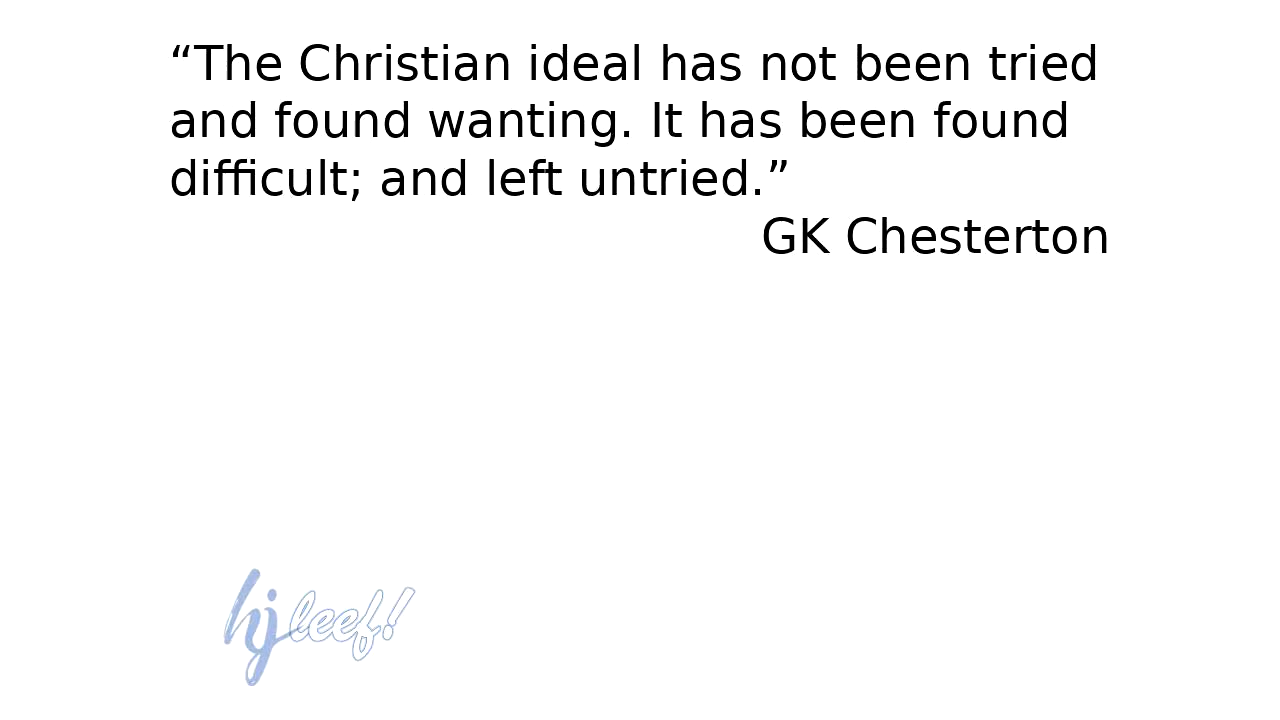 “The Christian ideal has not been tried
and found wanting. It has been found
difficult; and left untried.”
GK Chesterton
hj leef!